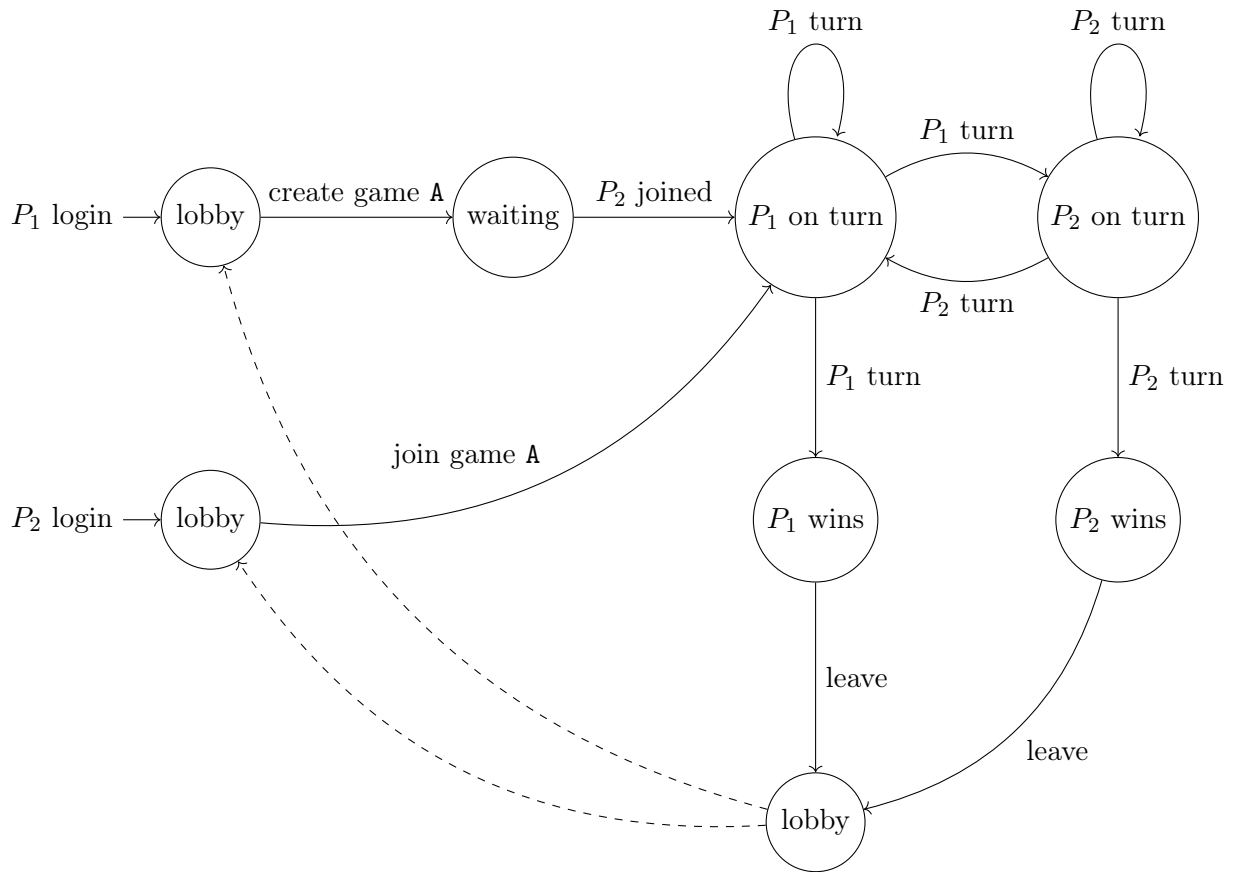 P₁ turn
P₂ turn
P₁ turn
P₁ login
lobby
create game A
waiting
P₂ joined
P₁ on turn
P₂ on turn
P₂ turn
P₁ turn
P₂ turn
join game A
P₂ login
lobby
P₁ wins
P₂ wins
leave
leave
lobby